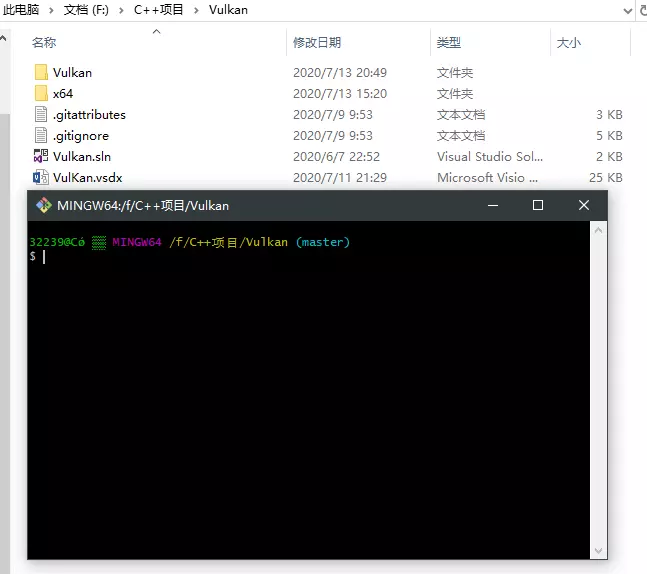 此电脑 > 文档 (F:) > C++项目 > Vulkan
名称 修改日期 类型 大小
Vulkan 2020/7/13 20:49 文件夹
x64 2020/7/13 15:20 文件夹
.gitattributes 2020/7/9 9:53 文本文档 3 KB
.gitignore 2020/7/9 9:53 文本文档 5 KB
Vulkan.sln 2020/6/7 22:52 Visual Studio Sol... 2 KB
VulKan.vsdx 2020/7/11 21:29 Microsoft Visio ... 25 KB
MINGW64:/f/C++项目/Vulkan
32239@Có ▒▒ MINGW64 /f/C++项目/Vulkan (master)
$